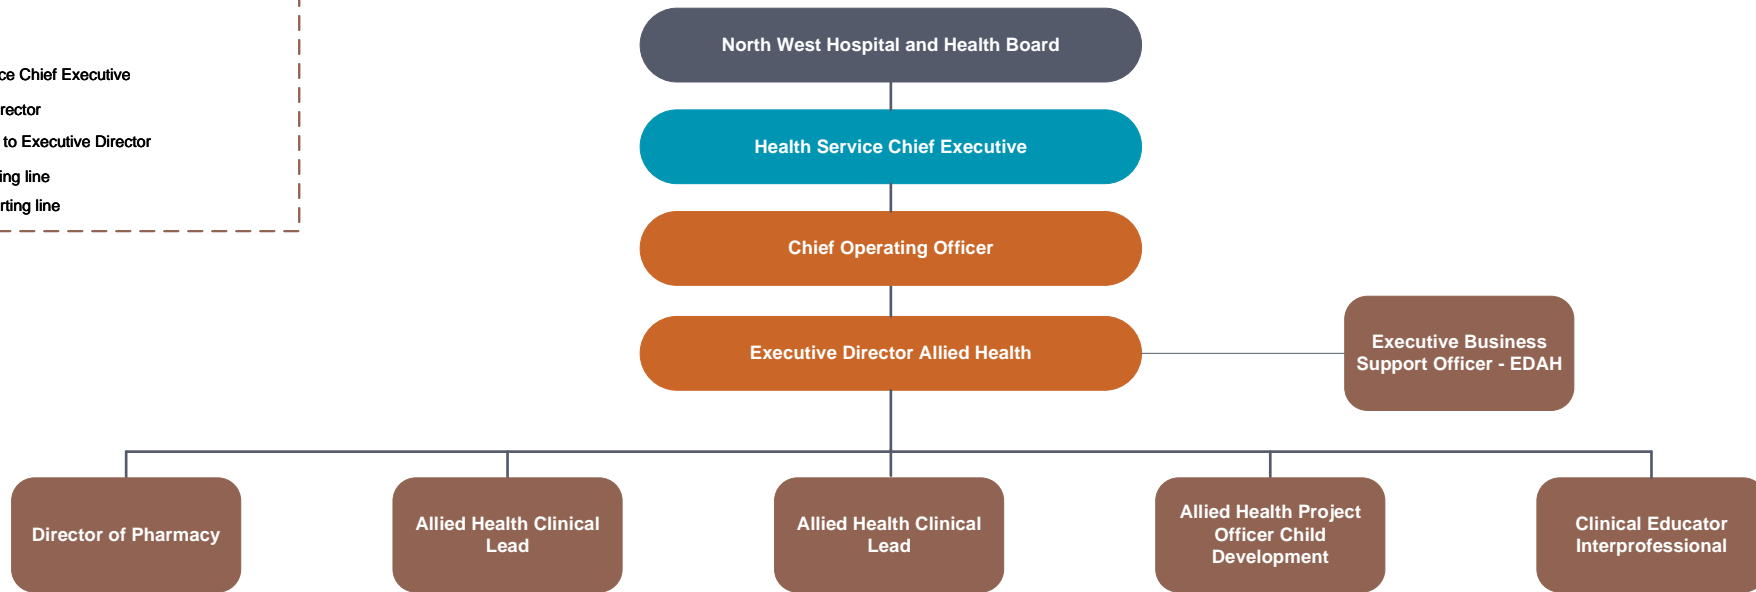 ce Chief Executive
rector
to Executive Director
ing line
rting line
North West Hospital and Health Board
Health Service Chief Executive
Chief Operating Officer
Executive Director Allied Health
Executive Business
Support Officer - EDAH
Director of Pharmacy
Allied Health Clinical
Lead
Allied Health Clinical
Lead
Allied Health Project
Officer Child
Development
Clinical Educator
Interprofessional